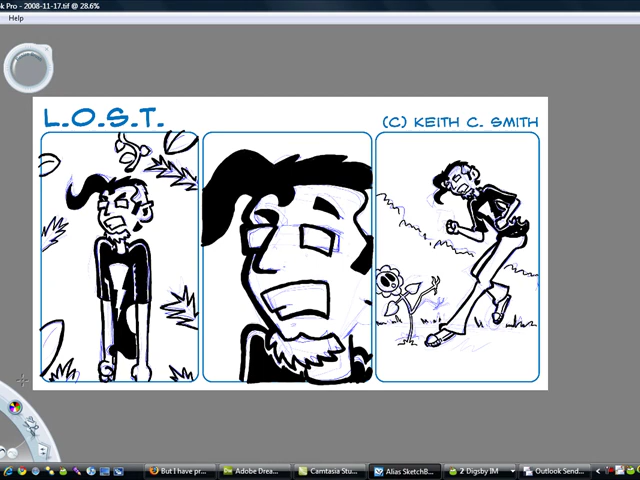 ok Pro - 2008-11-17.tif @ 28.6%
Help
L.O.S.T.
(C) KEITH C. SMITH
But I have pr...
Adobe Drea...
Camtasia Stu...
Alias SketchB...
2 Digsby IM
Outlook Send...